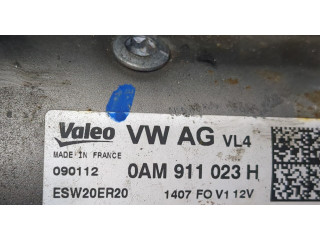 Valeo VW AG VL4
MADE IN FRANCE
090112 0AM 911 023 H
ESW20ER20 1407 FO V1 12V